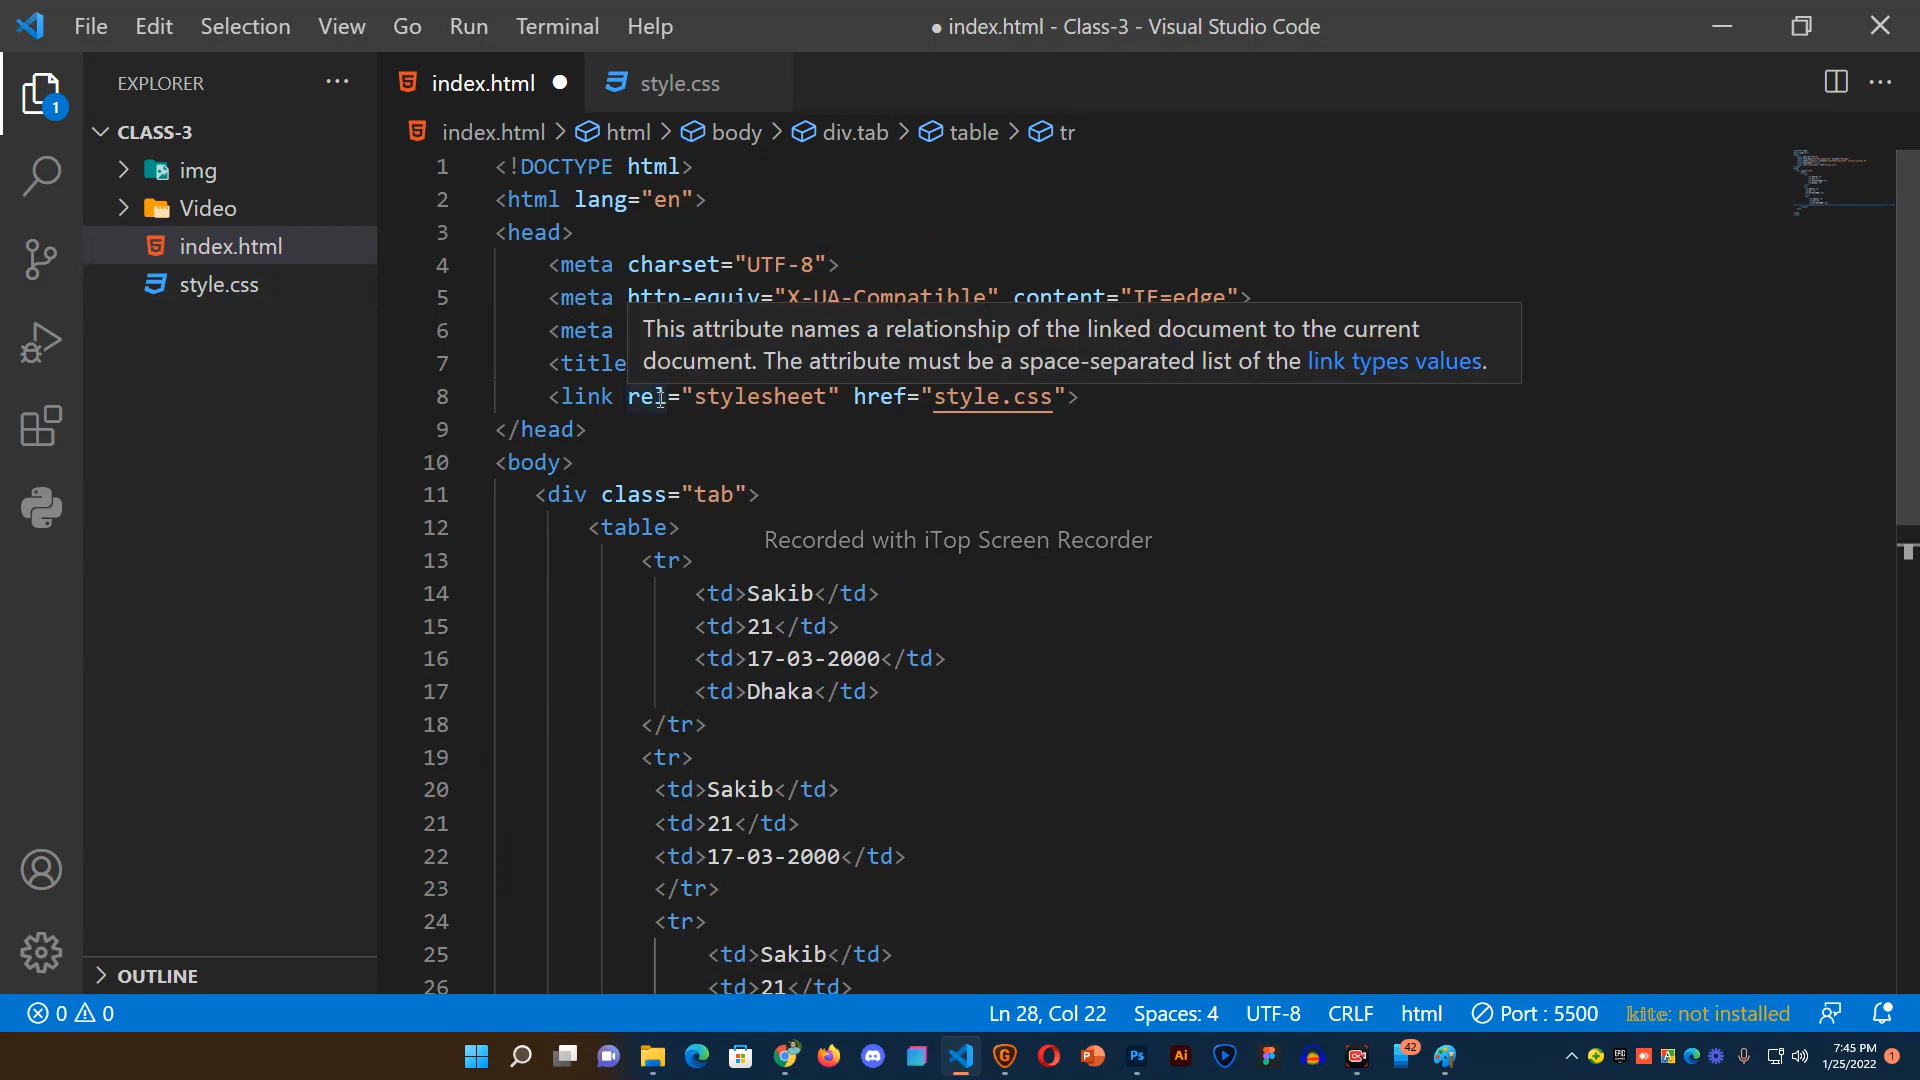 File Edit Selection View Go Run Terminal Help
● index.html - Class-3 - Visual Studio Code
EXPLORER
CLASS-3
img
Video
index.html
style.css
OUTLINE
1
index.html
style.css
index.html > html > body > div.tab > table > tr
1 <!DOCTYPE html>
2 <html lang="en">
3 <head>
4 <meta charset="UTF-8">
5 <meta http-equiv="X-UA-Compatible" content="IE=edge">
6 <meta
This attribute names a relationship of the linked document to the current
document. The attribute must be a space-separated list of the link types values.
7 <title
8 <link rel="stylesheet" href="style.css">
9 </head>
10 <body>
11 <div class="tab">
12 <table>
Recorded with iTop Screen Recorder
13 <tr>
14 <td>Sakib</td>
15 <td>21</td>
16 <td>17-03-2000</td>
17 <td>Dhaka</td>
18 </tr>
19 <tr>
20 <td>Sakib</td>
21 <td>21</td>
22 <td>17-03-2000</td>
23 </tr>
24 <tr>
25 <td>Sakib</td>
26 <td>21</td>
0 0
Ln 28, Col 22 Spaces: 4 UTF-8 CRLF html Port : 5500 kite: not installed
Ps Ai 42
7:45 PM
1/25/2022
1